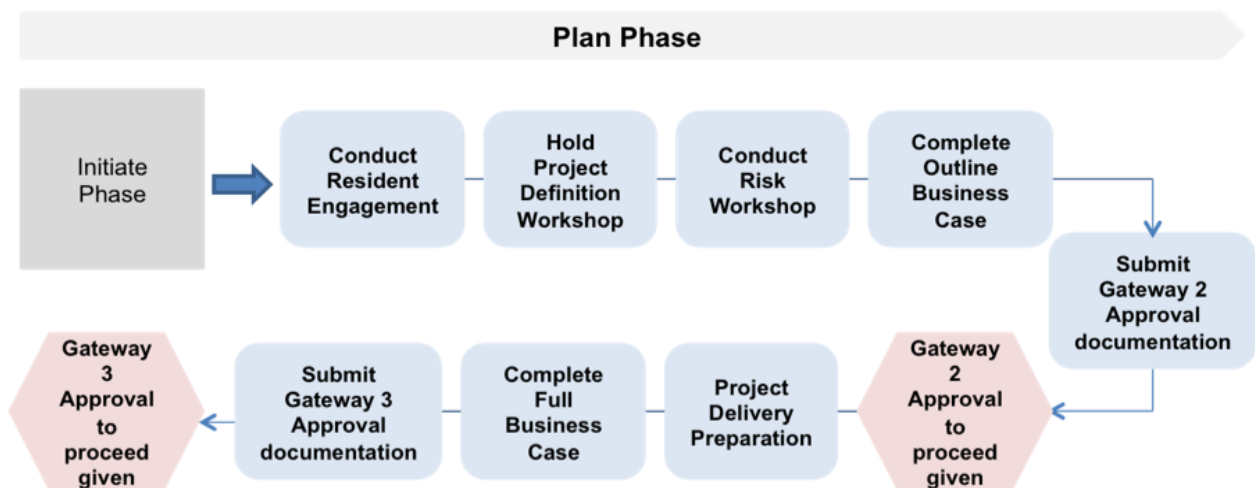 Plan Phase
Initiate
Phase
Conduct
Resident
Engagement
Hold
Project
Definition
Workshop
Conduct
Risk
Workshop
Complete
Outline
Business
Case
Submit
Gateway 2
Approval
documentation
Gateway
2
Approval
to
proceed
given
Project
Delivery
Preparation
Complete
Full
Business
Case
Submit
Gateway 3
Approval
documentation
Gateway
3
Approval
to
proceed
given